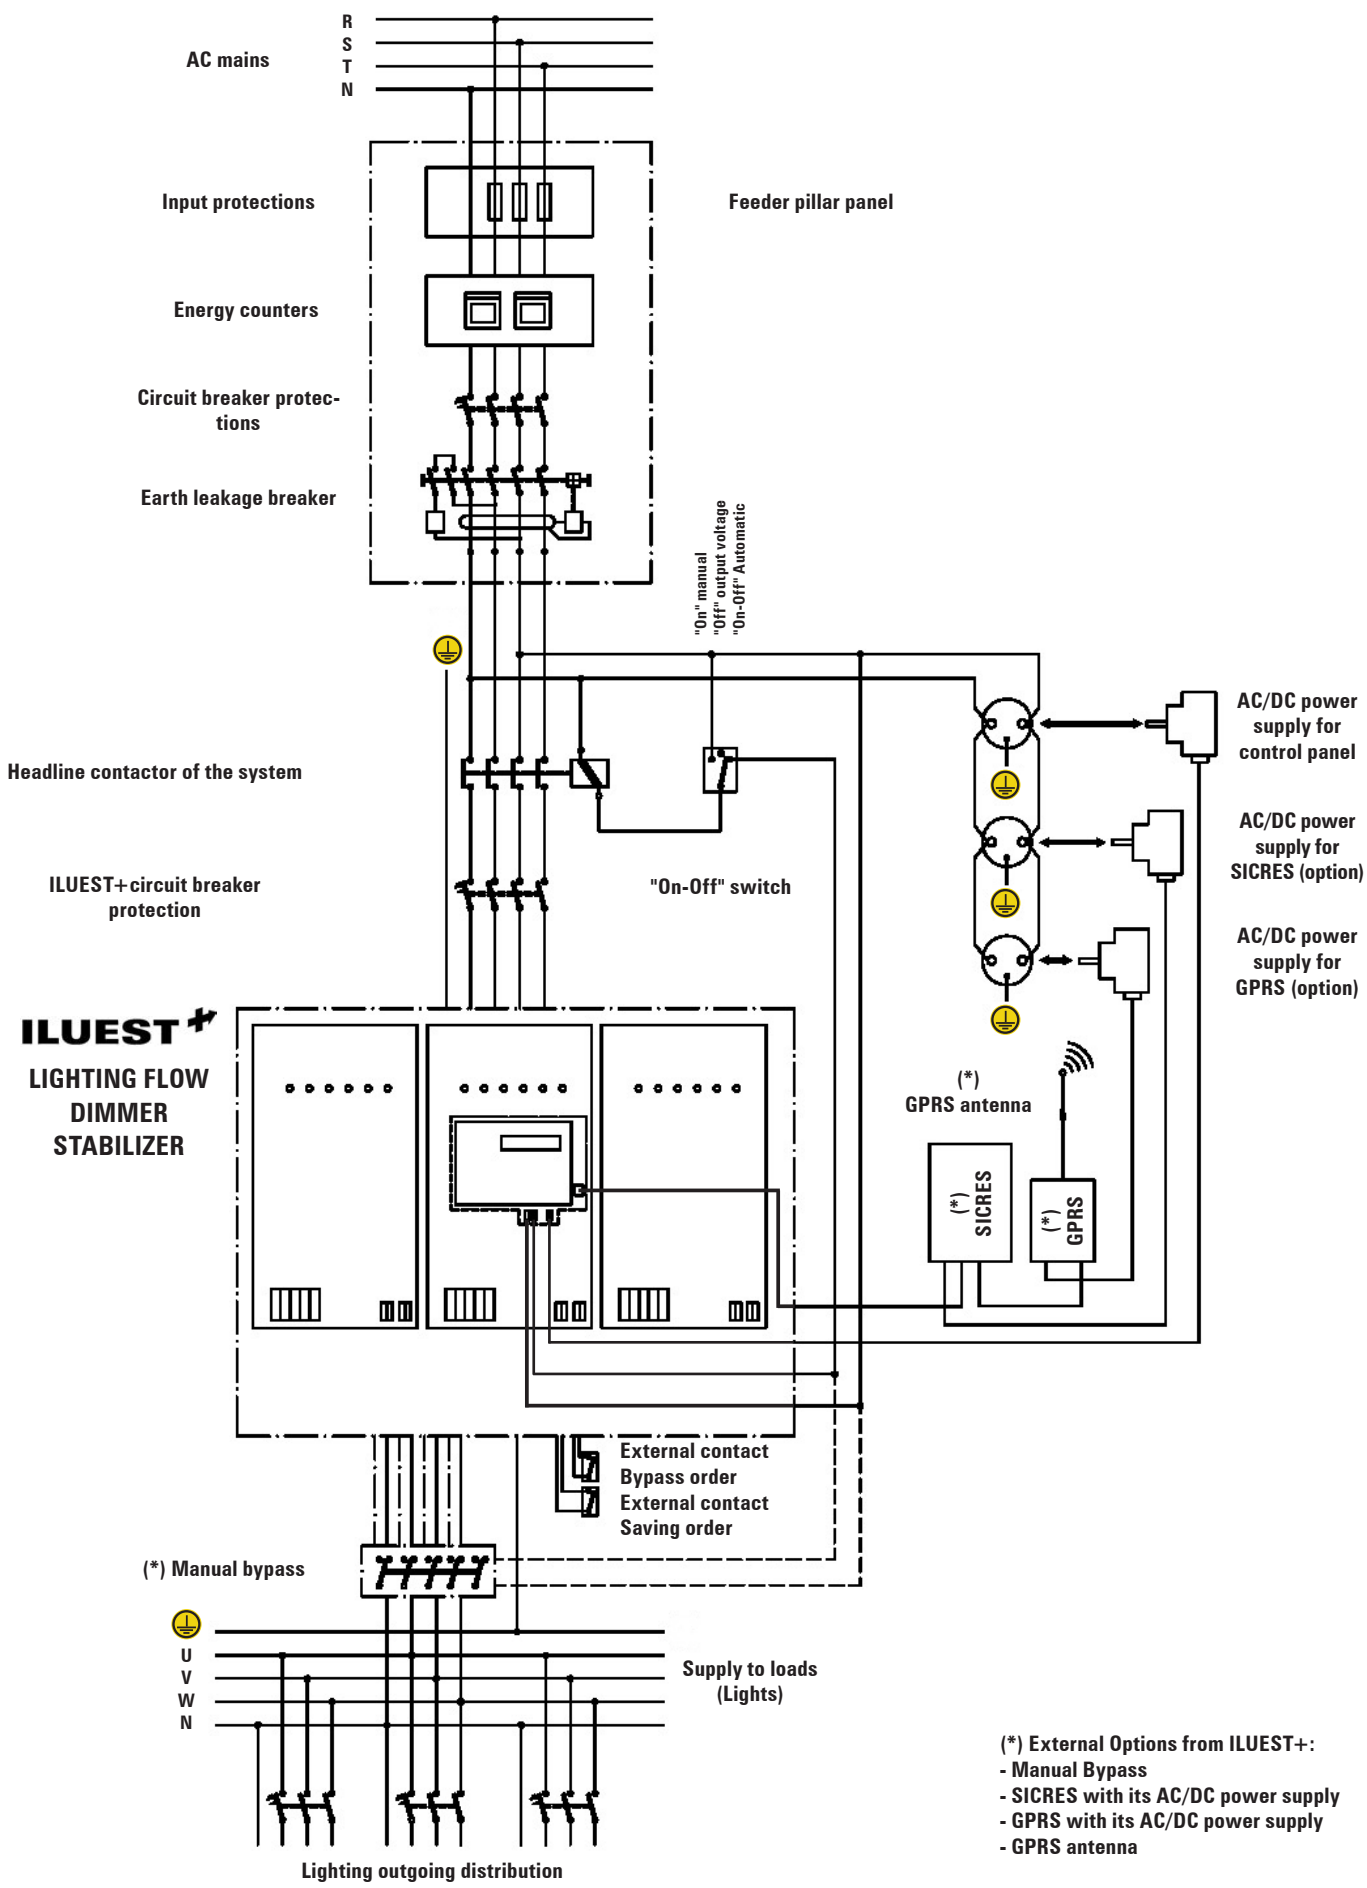 R
S
AC mains
T
N
Input protections
Feeder pillar panel
Energy counters
Circuit breaker protec-
tions
Earth leakage breaker
"On" manual
"Off" output voltage
"On-Off" Automatic
AC/DC power
supply for
control panel
Headline contactor of the system
AC/DC power
supply for
SICRES (option)
ILUEST+circuit breaker
protection
"On-Off" switch
AC/DC power
supply for
GPRS (option)
ILUEST+
LIGHTING FLOW
DIMMER
STABILIZER
(*)
GPRS antenna
(*)
SICRES
(*)
GPRS
External contact
Bypass order
External contact
Saving order
(*) Manual bypass
U
V
W
N
Supply to loads
(Lights)
(*) External Options from ILUEST+:
- Manual Bypass
- SICRES with its AC/DC power supply
- GPRS with its AC/DC power supply
- GPRS antenna
Lighting outgoing distribution